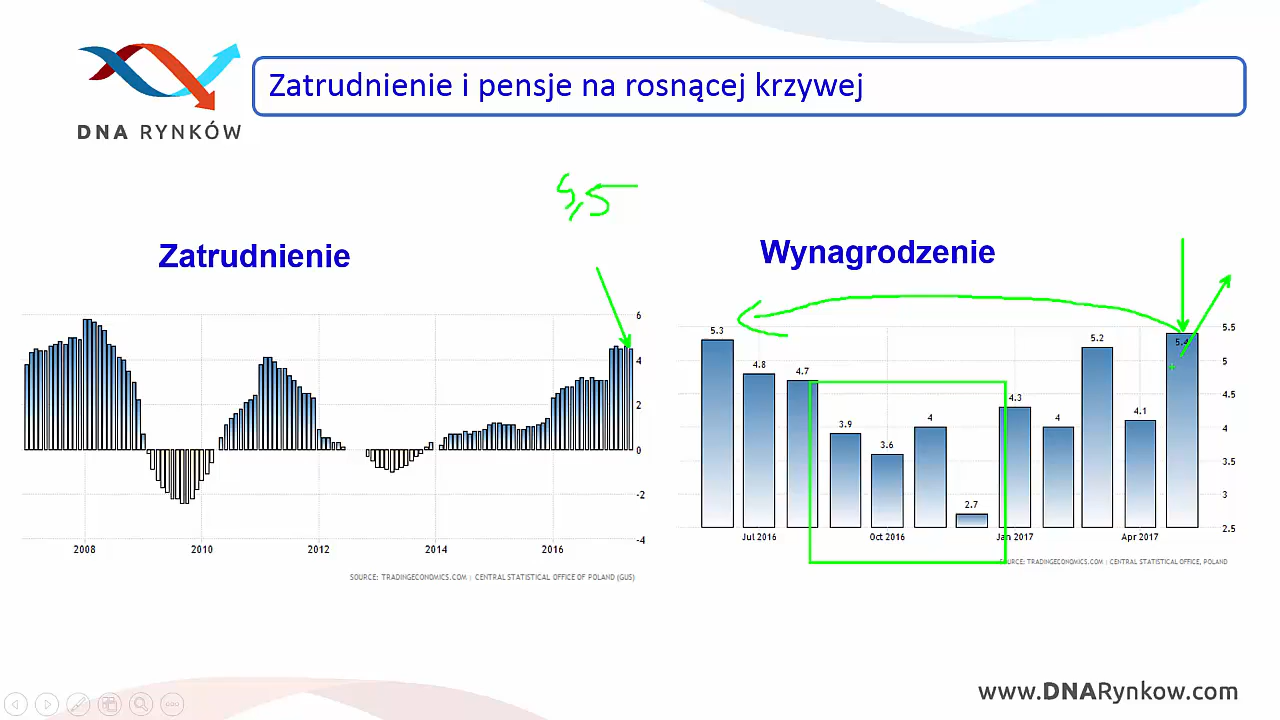 Zatrudnienie i pensje na rosnącej krzywej
DNA RYNKÓW
Zatrudnienie
6
4
2
0
-2
-4
2008 2010 2012 2014 2016
SOURCE: TRADINGECONOMICS.COM | CENTRAL STATISTICAL OFFICE OF POLAND (GUS)
Wynagrodzenie
5.3 4.8 4.7 3.9 3.6 4 2.7 4.3 4 5.2 4.1 5.4
5.5
5
4.5
4
3.5
3
2.5
Jul 2016 Oct 2016 Jan 2017 Apr 2017
SOURCE: TRADINGECONOMICS.COM | CENTRAL STATISTICAL OFFICE, POLAND
www.DNARynkow.com